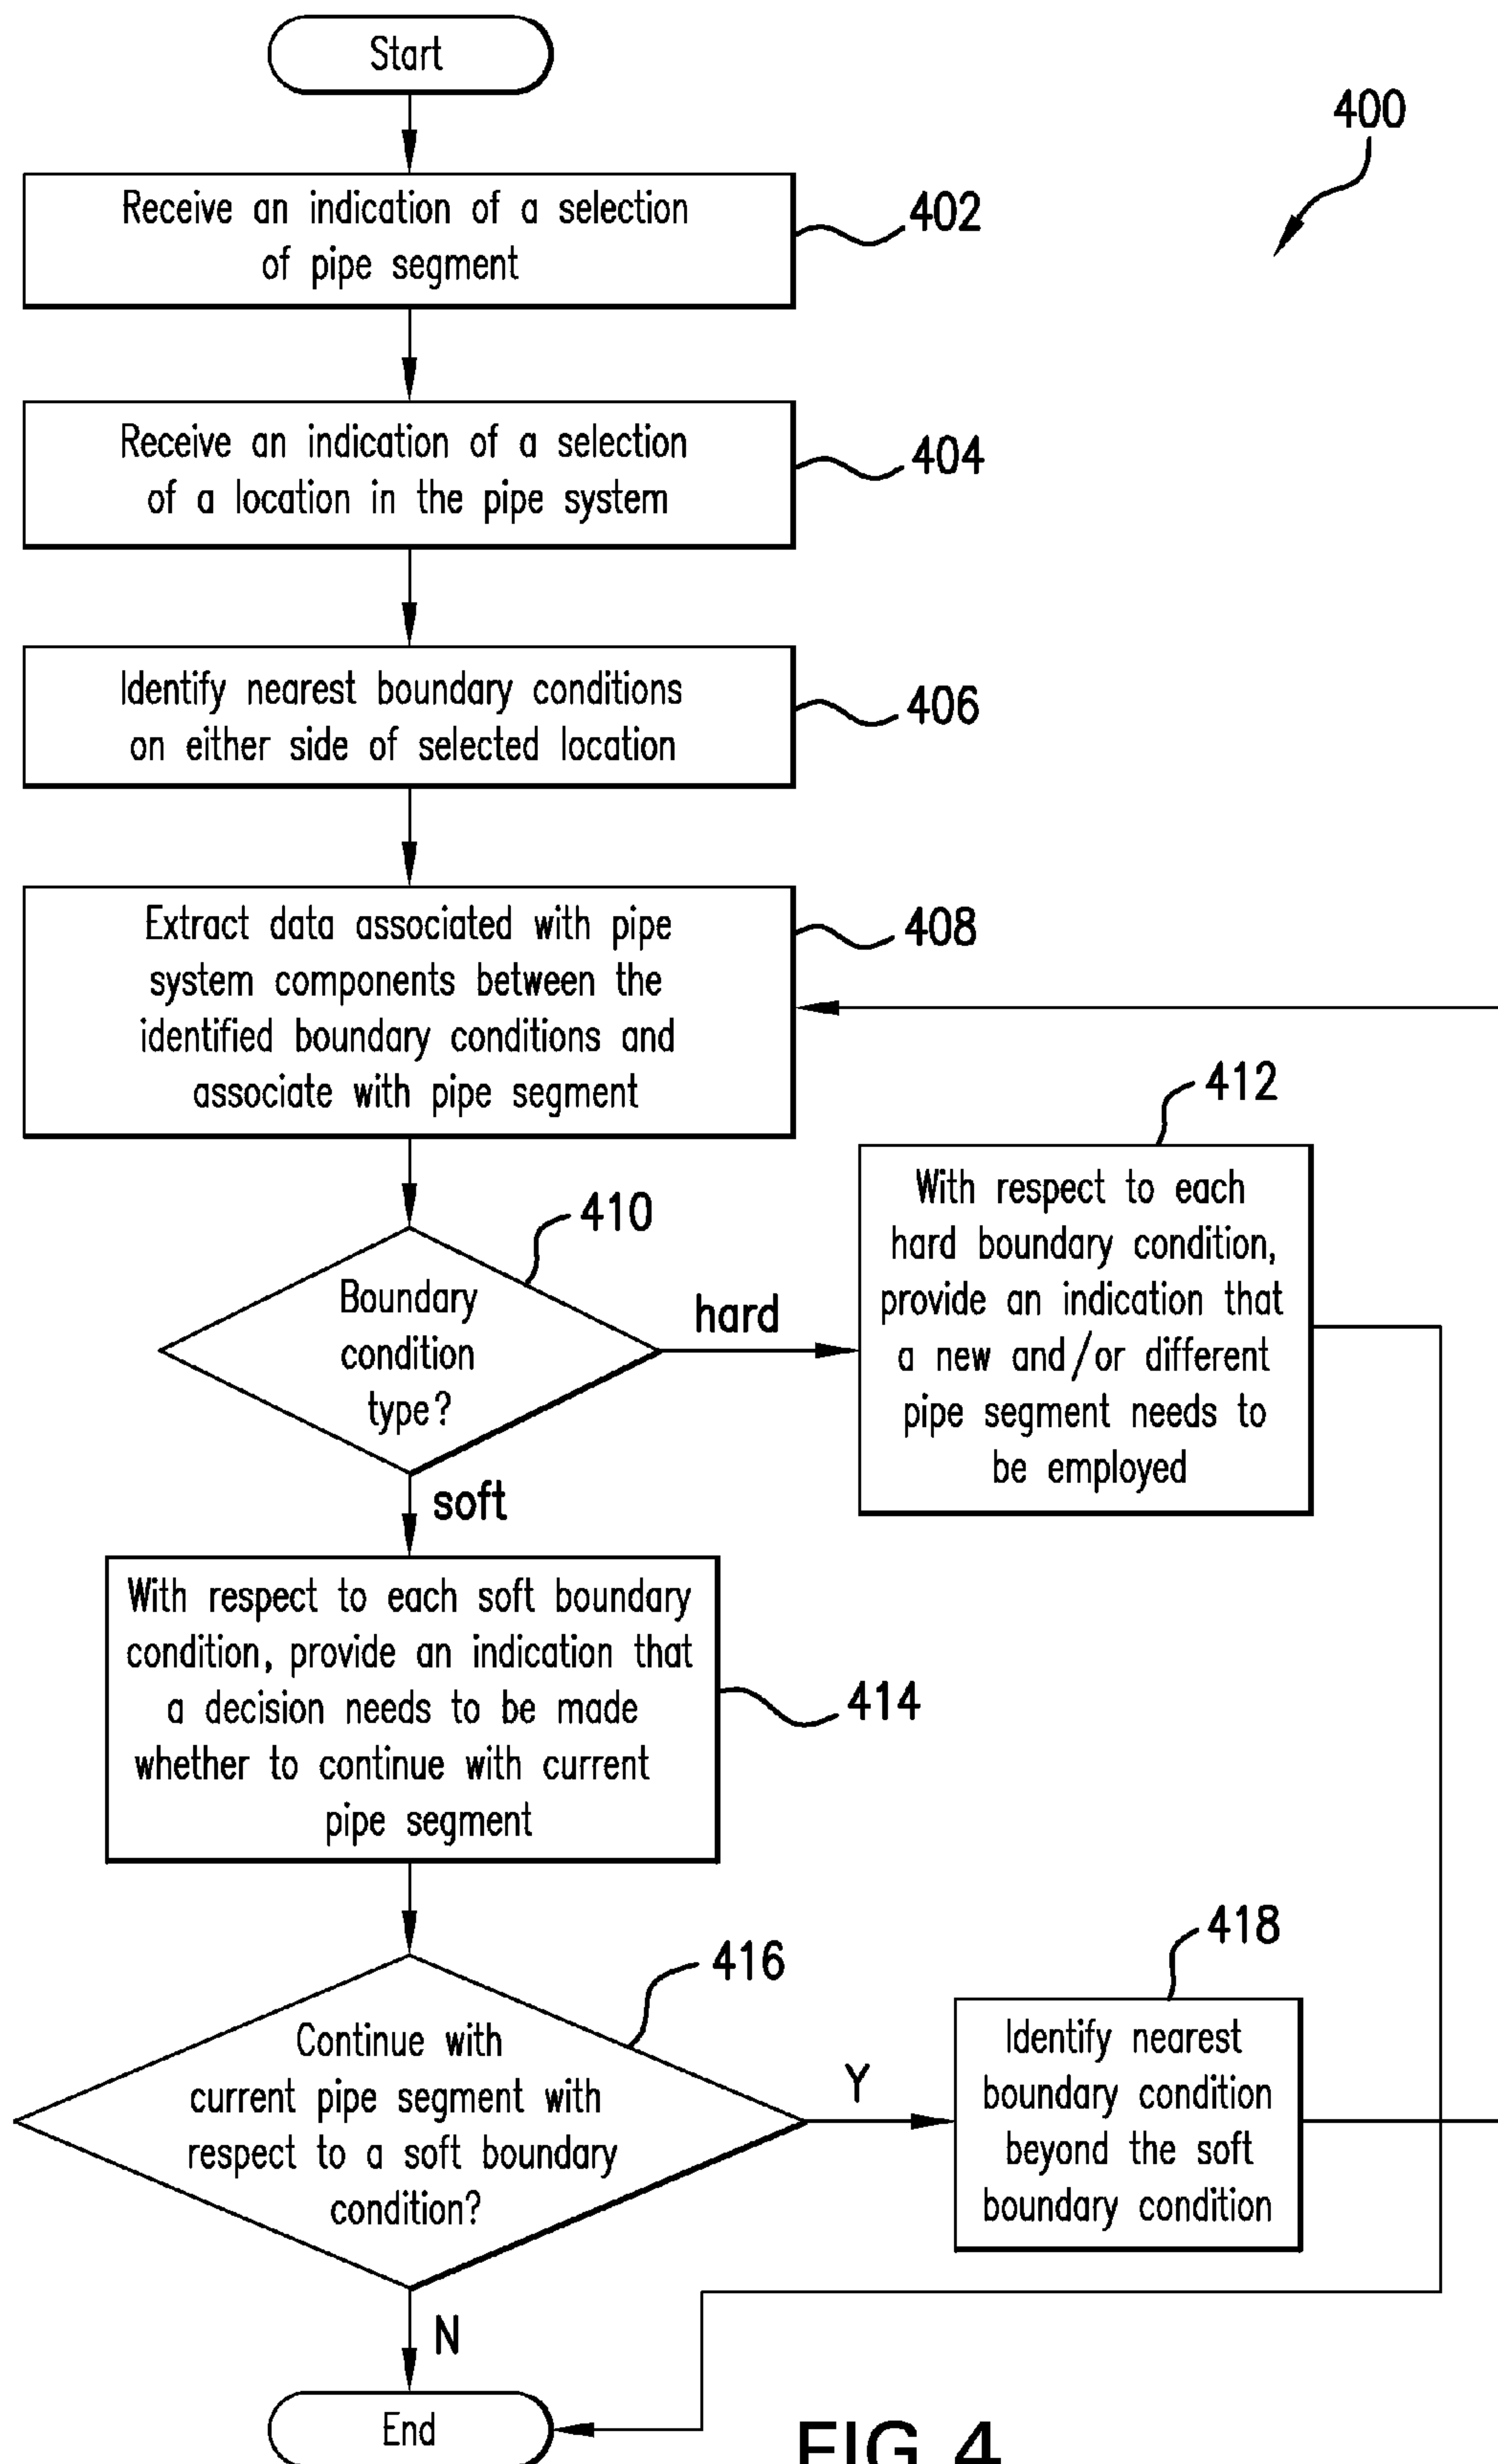 Start
400
Receive an indication of a selection
of pipe segment
402
Receive an indication of a selection
of a location in the pipe system
404
Identify nearest boundary conditions
on either side of selected location
406
Extract data associated with pipe
system components between the
identified boundary conditions and
associate with pipe segment
408
412
With respect to each
hard boundary condition,
provide an indication that
a new and/or different
pipe segment needs to
be employed
410
Boundary
condition
type?
hard
soft
With respect to each soft boundary
condition, provide an indication that
a decision needs to be made
whether to continue with current
pipe segment
414
416
Continue with
current pipe segment with
respect to a soft boundary
condition?
Y
418
Identify nearest
boundary condition
beyond the soft
boundary condition
N
End
FIG.4